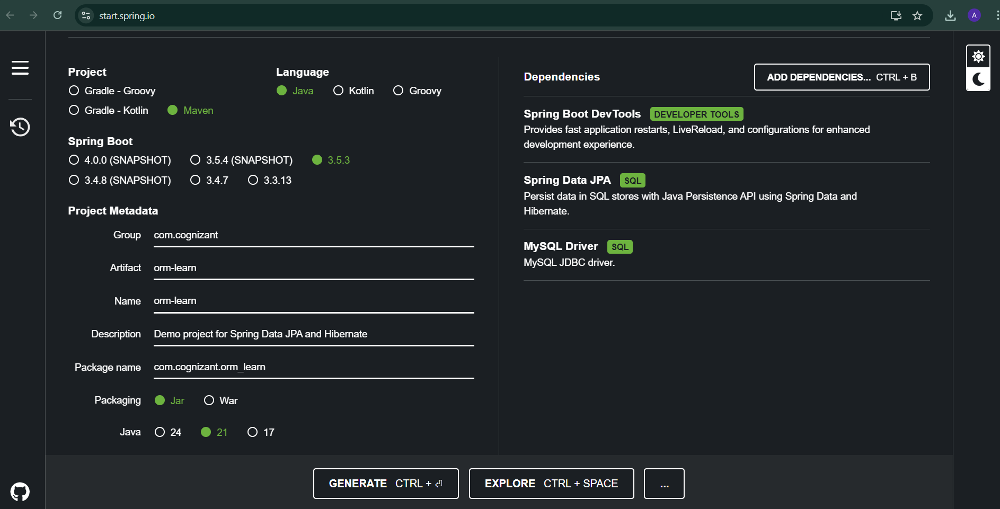 start.spring.io
A
Project
Gradle - Groovy
Gradle - Kotlin Maven
Language
Java Kotlin Groovy
Spring Boot
4.0.0 (SNAPSHOT) 3.5.4 (SNAPSHOT) 3.5.3
3.4.8 (SNAPSHOT) 3.4.7 3.3.13
Project Metadata
Group com.cognizant
Artifact orm-learn
Name orm-learn
Description Demo project for Spring Data JPA and Hibernate
Package name com.cognizant.orm_learn
Packaging Jar War
Java 24 21 17
Dependencies ADD DEPENDENCIES... CTRL + B
Spring Boot DevTools DEVELOPER TOOLS
Provides fast application restarts, LiveReload, and configurations for enhanced
development experience.
Spring Data JPA SQL
Persist data in SQL stores with Java Persistence API using Spring Data and
Hibernate.
MySQL Driver SQL
MySQL JDBC driver.
GENERATE CTRL + ⏎ EXPLORE CTRL + SPACE ...